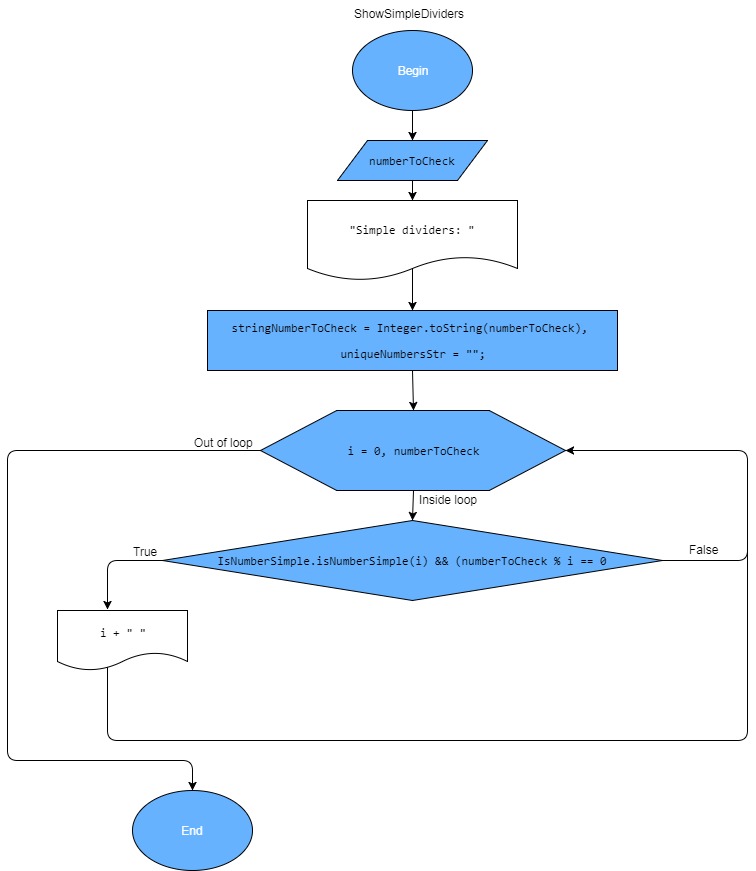 ShowSimpleDividers
Begin
numberToCheck
"Simple dividers: "
stringNumberToCheck = Integer.toString(numberToCheck),
uniqueNumbersStr = "";
Out of loop
i = 0, numberToCheck
Inside loop
True
IsNumberSimple.isNumberSimple(i) && (numberToCheck % i == 0
False
i + " "
End